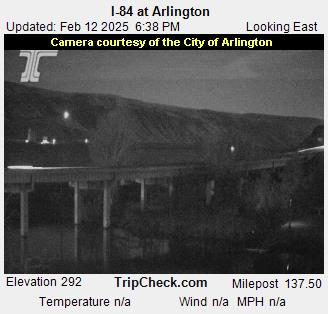 I-84 at Arlington
Updated: Feb 12 2025 6:38 PM Looking East
Camera courtesy of the City of Arlington
Elevation 292 TripCheck.com Milepost 137.50
Temperature n/a Wind n/a MPH n/a